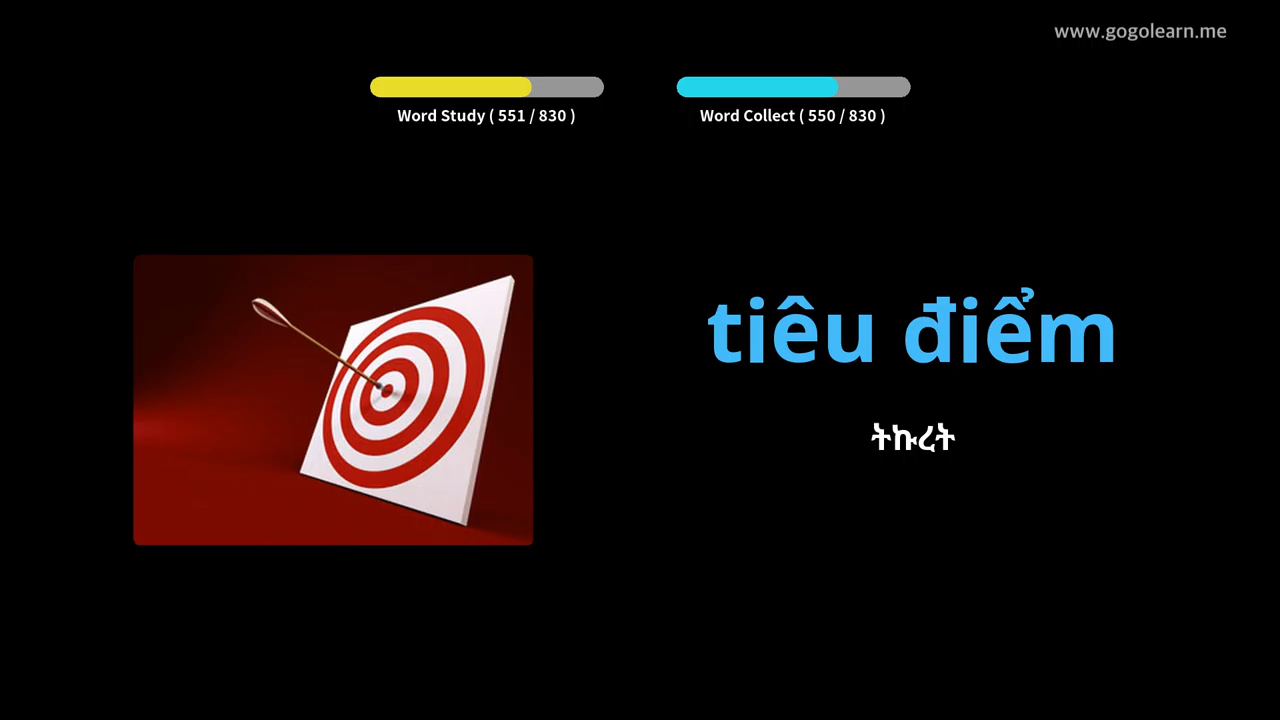 www.gogolearn.me
Word Study ( 551 / 830 )
Word Collect ( 550 / 830 )
tiêu điểm
ትኩረት